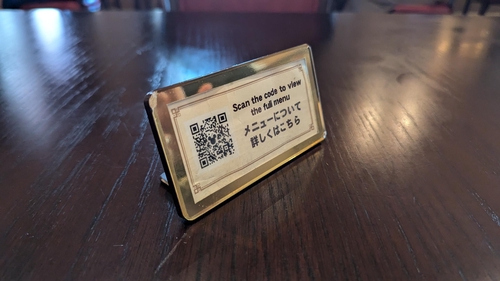 Scan the code to view
the full menu
メニューについて
詳しくはこちら